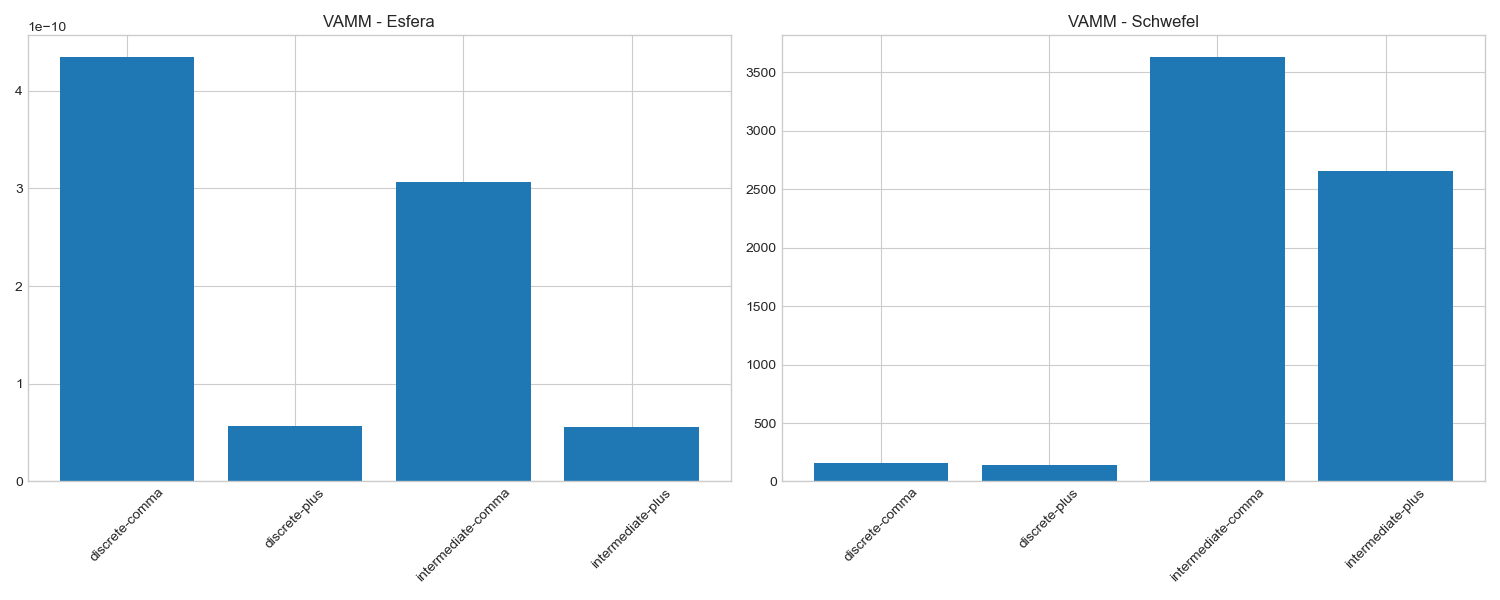 VAMM - Esfera
1e−10
4
3
2
1
0
discrete-comma
discrete-plus
intermediate-comma
intermediate-plus
VAMM - Schwefel
3500
3000
2500
2000
1500
1000
500
0
discrete-comma
discrete-plus
intermediate-comma
intermediate-plus